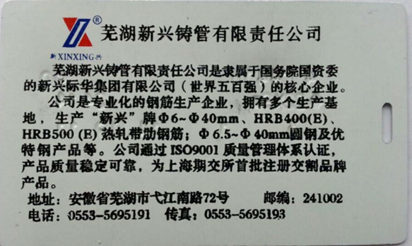 芜湖新兴铸管有限责任公司
新XINXING兴
芜湖新兴铸管有限责任公司是隶属于国务院国资委
的新兴际华集团有限公司（世界五百强）的核心企业。
公司是专业化的钢筋生产企业，拥有多个生产基
地，生产“新兴”牌Φ6~Φ40mm、HRB400(E)、
HRB500 (E) 热轧带肋钢筋；Φ6.5~Φ40mm圆钢及优
特钢产品等。公司通过ISO9001质量管理体系认证，
产品质量稳定可靠，为上海期交所首批注册交割品牌
产品。
地址：安徽省芜湖市弋江南路72号 邮编：241002
电话：0553-5695191 传真：0553-5695193